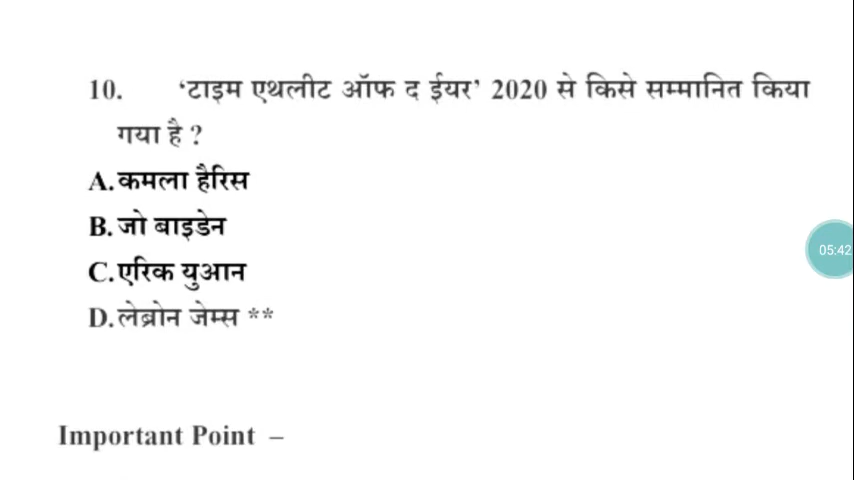 10. ‘टाइम एथलीट ऑफ द ईयर’ 2020 से किसे सम्मानित किया
गया है ?
A. कमला हैरिस
B. जो बाइडेन
C. एरिक युआन
D. लेब्रोन जेम्स **
05:42
Important Point –